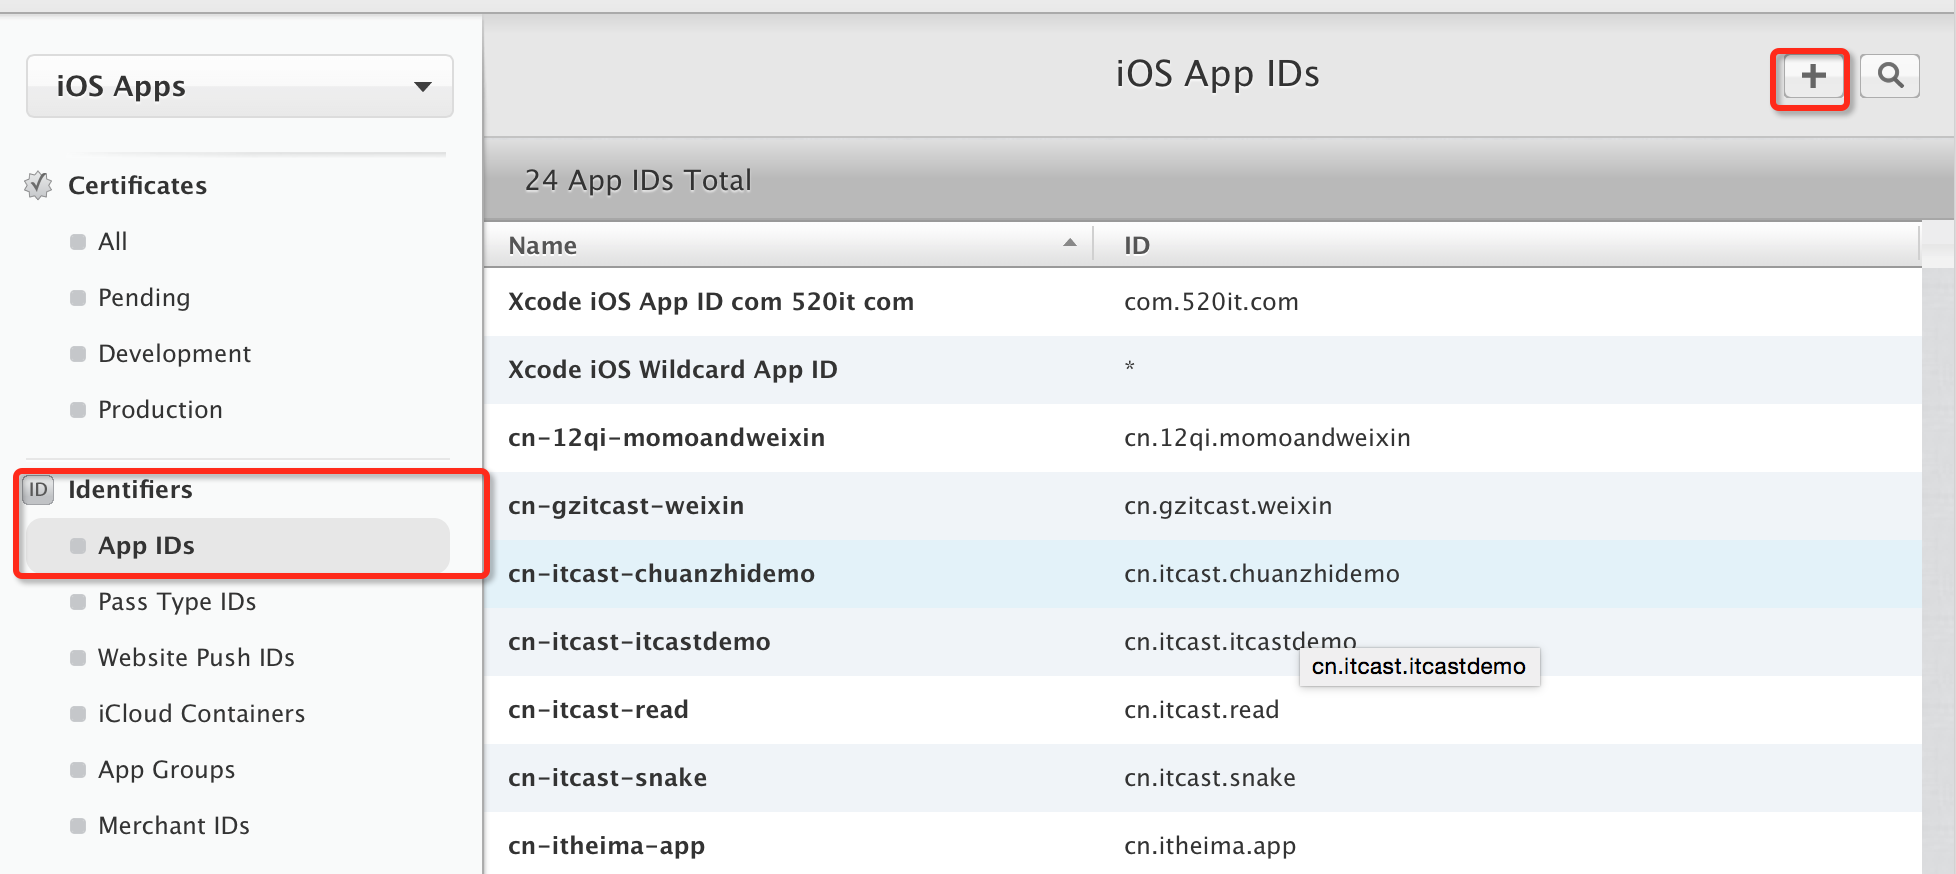 iOS Apps
Certificates
All
Pending
Development
Production
ID Identifiers
App IDs
Pass Type IDs
Website Push IDs
iCloud Containers
App Groups
Merchant IDs
iOS App IDs
24 App IDs Total
Name ID
Xcode iOS App ID com 520it com com.520it.com
Xcode iOS Wildcard App ID *
cn-12qi-momoandweixin cn.12qi.momoandweixin
cn-gzitcast-weixin cn.gzitcast.weixin
cn-itcast-chuanzhidemo cn.itcast.chuanzhidemo
cn-itcast-itcastdemo cn.itcast.itcastdemo
cn.itcast.itcastdemo
cn-itcast-read cn.itcast.read
cn-itcast-snake cn.itcast.snake
cn-itheima-app cn.itheima.app